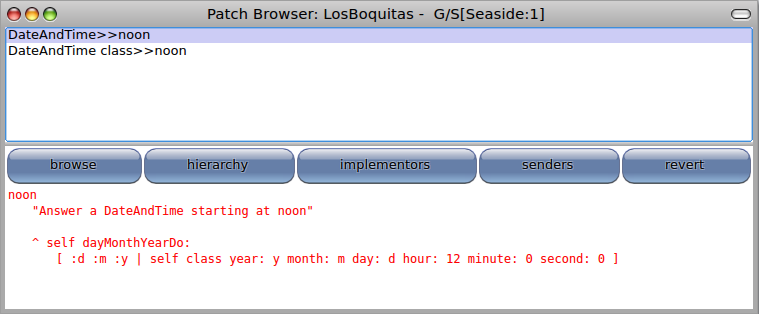 Patch Browser: LosBoquitas -  G/S[Seaside:1]
DateAndTime>>noon
DateAndTime class>>noon
browse hierarchy implementors senders revert
noon
"Answer a DateAndTime starting at noon"
^ self dayMonthYearDo:
[ :d :m :y | self class year: y month: m day: d hour: 12 minute: 0 second: 0 ]